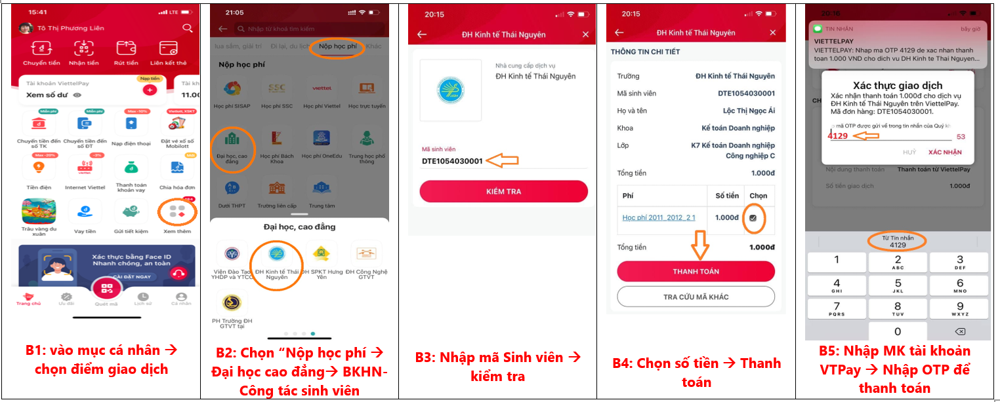 15:41
LTE
Tô Thị Phương Liên
Chuyển tiền
Nhận tiền
Rút tiền
Liên kết thẻ
Nạp tiền
Tài khoản ViettelPay
Xem số dư
Tài kh
11.00
Miễn phí
Miễn phí
Max -10%
Vietlott, XSKT
Chuyển tiền đến
số TK
Chuyển tiền đến
số ĐT
Nạp điện thoại
Đặt vé xổ số
Mobilott
Max -20%
-3%
Mới
Tiền điện
Internet Viettel
Thanh toán
khoản vay
Chia hóa đơn
Trâu vàng du
xuân
Vay tiền
Gửi tiết kiệm
Xem thêm
Xác thực bằng Face ID
Nhanh chóng, an toàn
CÀI ĐẶT NGAY
Trang chủ
Ưu đãi
Quét mã
Lịch sử
Cá nhân
B1: vào mục cá nhân →
chọn điểm giao dịch
21:05
Nhập từ khoá tìm kiếm
lua sắm, giải trí
Đi lại, du lịch
Nộp học phí
Khác
Nộp học phí
SSC
viettel
Học phí SISAP
Học phí SSC
Học phí Viettel
Học trực tuyến
Đại học, cao
đẳng
Học phí Bách
Khoa
Học phí OneEdu
Trung học phổ
thông
Dưới THPT
Trường liên cấp
Trung tâm
Đại học, cao đẳng
Viện Đào Tạo
YHDP và YTCC
ĐH Kinh tế Thái
Nguyên
ĐH SPKT Hưng
Yên
ĐH Công Nghệ
GTVT
PH Trường ĐH
GTVT tại
B2: Chọn “Nộp học phí →
Đại học cao đẳng→ BKHN-
Công tác sinh viên
20:15
ĐH Kinh tế Thái Nguyên
Nhà cung cấp dịch vụ
ĐH Kinh tế Thái Nguyên
Mã sinh viên
DTE1054030001
KIỂM TRA
B3: Nhập mã Sinh viên →
kiểm tra
20:15
ĐH Kinh tế Thái Nguyên
THÔNG TIN CHI TIẾT
Trường ĐH Kinh tế Thái Nguyên
Mã sinh viên DTE1054030001
Họ và tên Lộc Thị Ngọc Ái
Khoa Kế toán Doanh nghiệp
Lớp K7 Kế toán Doanh nghiệp
Công nghiệp C
Tổng tiền 1.000đ
Phí Số tiền Chọn
Học phí 2011_2012_2 1 1.000đ
Tổng tiền 1.000đ
THANH TOÁN
TRA CỨU MÃ KHÁC
B4: Chọn số tiền → Thanh
toán
20:16
TIN NHẮN
bây giờ
VIETTELPAY
VIETTELPAY: Nhap ma OTP 4129 de xac nhan thanh
toan 1.000 VND cho dich vu DH Kinh te Thai Nguyen...
Xác thực giao dịch
Xác nhận thanh toán 1.000đ cho dịch vụ
ĐH Kinh tế Thái Nguyên trên ViettelPay.
Mã đơn hàng: DTE1054030001.
mã OTP được gửi về trong tin nhắn của Quý kh
4129
53
HUỶ
XÁC NHẬN
CH
Nội dung thanh toán Thanh toán từ ViettelPay
Số tiền giao dịch 1.000đ
Từ Tin nhắn
4129
1
2
ABC
3
DEF
4
GHI
5
JKL
6
MNO
7
PQRS
8
TUV
9
WXYZ
0
B5: Nhập MK tài khoản
VTPay → Nhập OTP để
thanh toán